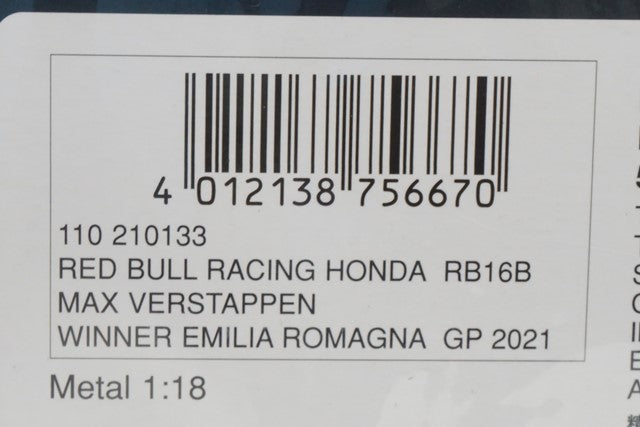 4 012138 756670
110 210133
RED BULL RACING HONDA RB16B
MAX VERSTAPPEN
WINNER EMILIA ROMAGNA GP 2021
Metal 1:18